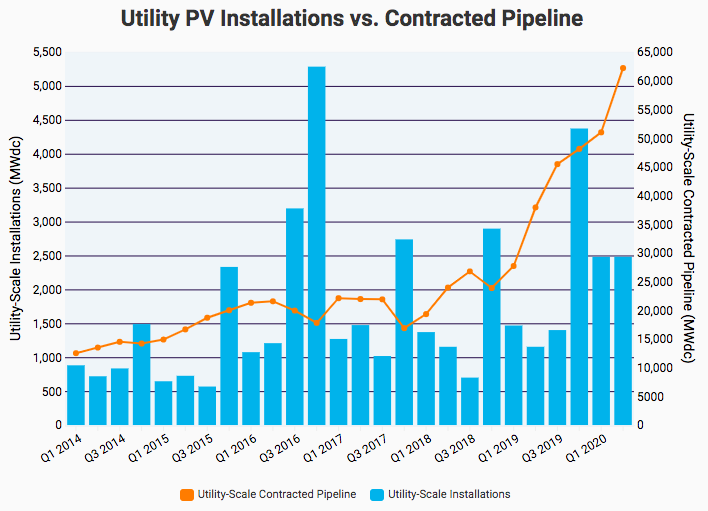 Utility PV Installations vs. Contracted Pipeline
5,500
5,000
4,500
4,000
3,500
3,000
2,500
2,000
1,500
1,000
500
0
Utility-Scale Installations (MWdc)
65,000
60,000
55,000
50,000
45,000
40,000
35,000
30,000
25,000
20,000
15,000
10,000
5000
0
Utility-Scale Contracted Pipeline (MWdc)
Q1 2014
Q3 2014
Q1 2015
Q3 2015
Q1 2016
Q3 2016
Q1 2017
Q3 2017
Q1 2018
Q3 2018
Q1 2019
Q3 2019
Q1 2020
Utility-Scale Contracted Pipeline
Utility-Scale Installations